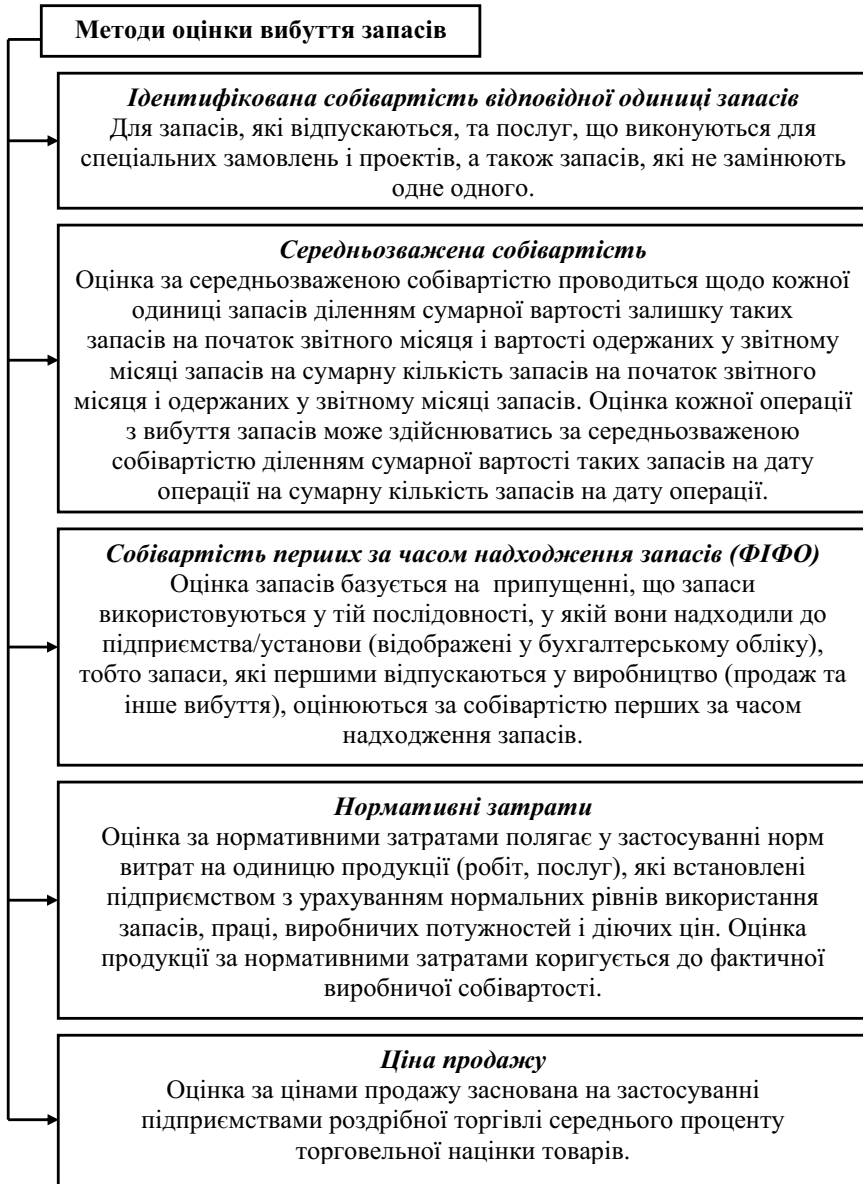 Методи оцінки вибуття запасів
Ідентифікована собівартість відповідної одиниці запасів
Для запасів, які відпускаються, та послуг, що виконуються для
спеціальних замовлень і проектів, а також запасів, які не замінюють
одне одного.
Середньозважена собівартість
Оцінка за середньозваженою собівартістю проводиться щодо кожної
одиниці запасів діленням сумарної вартості залишку таких
запасів на початок звітного місяця і вартості одержаних у звітному
місяці запасів на сумарну кількість запасів на початок звітного
місяця і одержаних у звітному місяці запасів. Оцінка кожної операції
з вибуття запасів може здійснюватись за середньозваженою
собівартістю діленням сумарної вартості таких запасів на дату
операції на сумарну кількість запасів на дату операції.
Собівартість перших за часом надходження запасів (ФІФО)
Оцінка запасів базується на припущенні, що запаси
використовуються у тій послідовності, у якій вони надходили до
підприємства/установи (відображені у бухгалтерському обліку),
тобто запаси, які першими відпускаються у виробництво (продаж та
інше вибуття), оцінюються за собівартістю перших за часом
надходження запасів.
Нормативні затрати
Оцінка за нормативними затратами полягає у застосуванні норм
витрат на одиницю продукції (робіт, послуг), які встановлені
підприємством з урахуванням нормальних рівнів використання
запасів, праці, виробничих потужностей і діючих цін. Оцінка
продукції за нормативними затратами коригується до фактичної
виробничої собівартості.
Ціна продажу
Оцінка за цінами продажу заснована на застосуванні
підприємствами роздрібної торгівлі середнього проценту
торговельної націнки товарів.